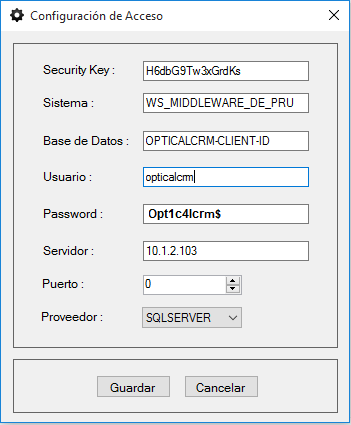 Configuración de Acceso
Security Key : H6dbG9Tw3xGrdKs
Sistema : WS_MIDDLEWARE_DE_PRU
Base de Datos : OPTICALCRM-CLIENT-ID
Usuario : opticalcrm
Password : Opt1c4lcrm$
Servidor : 10.1.2.103
Puerto : 0
Proveedor : SQLSERVER
Guardar Cancelar